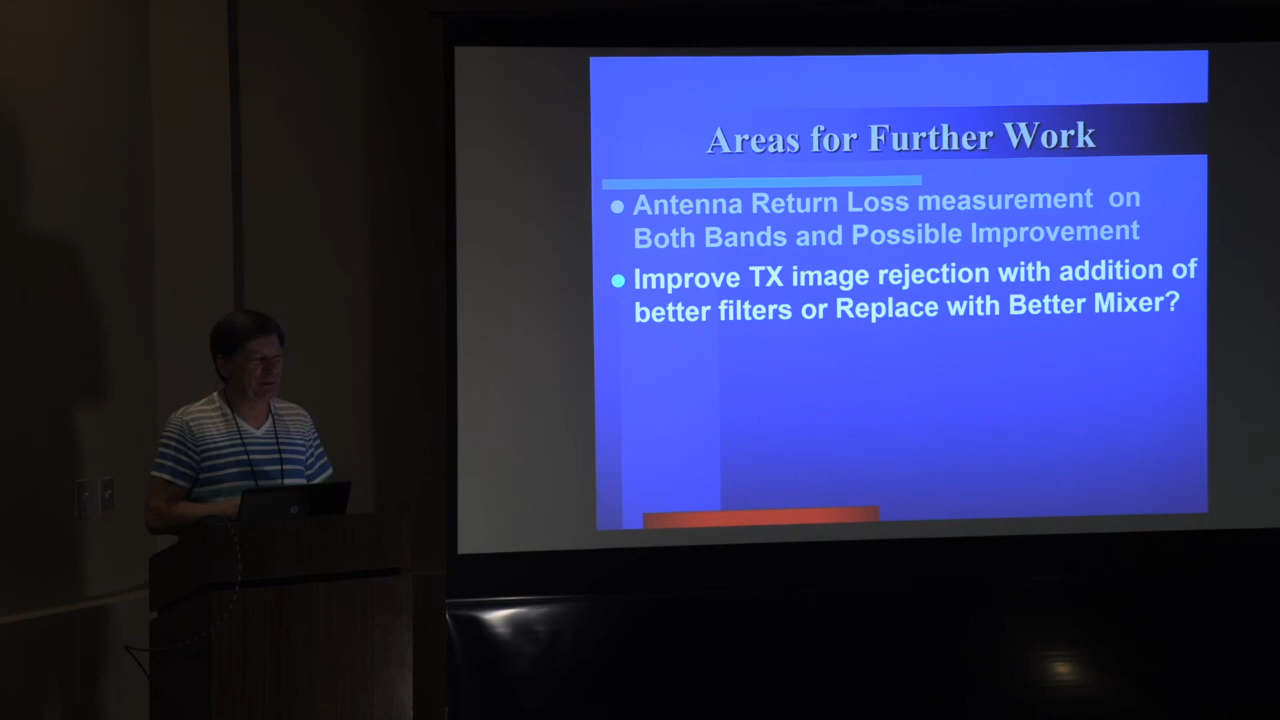 Areas for Further Work
Antenna Return Loss measurement on
Both Bands and Possible Improvement
Improve TX image rejection with addition of
better filters or Replace with Better Mixer?